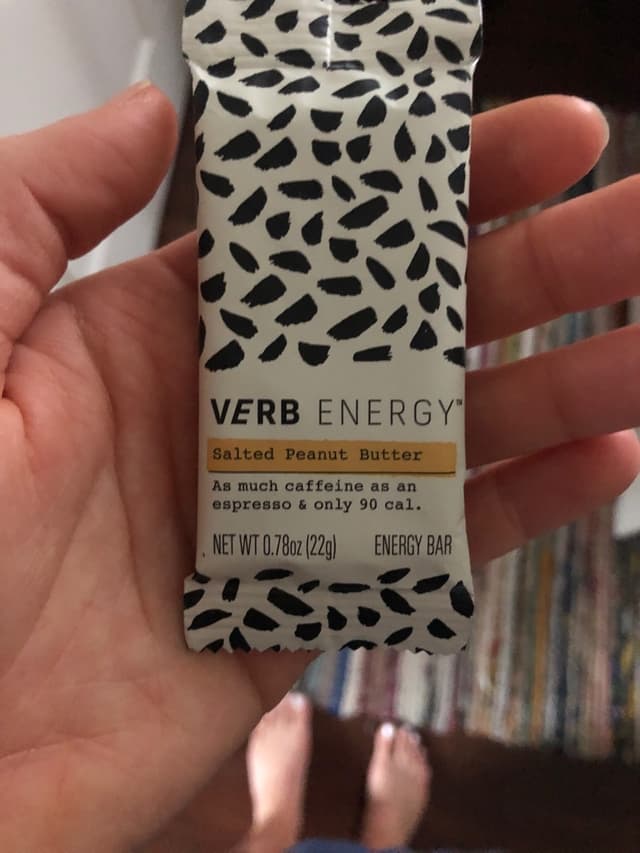 VERB ENERGY™
Salted Peanut Butter
As much caffeine as an
espresso & only 90 cal.
NET WT 0.78oz (22g) ENERGY BAR